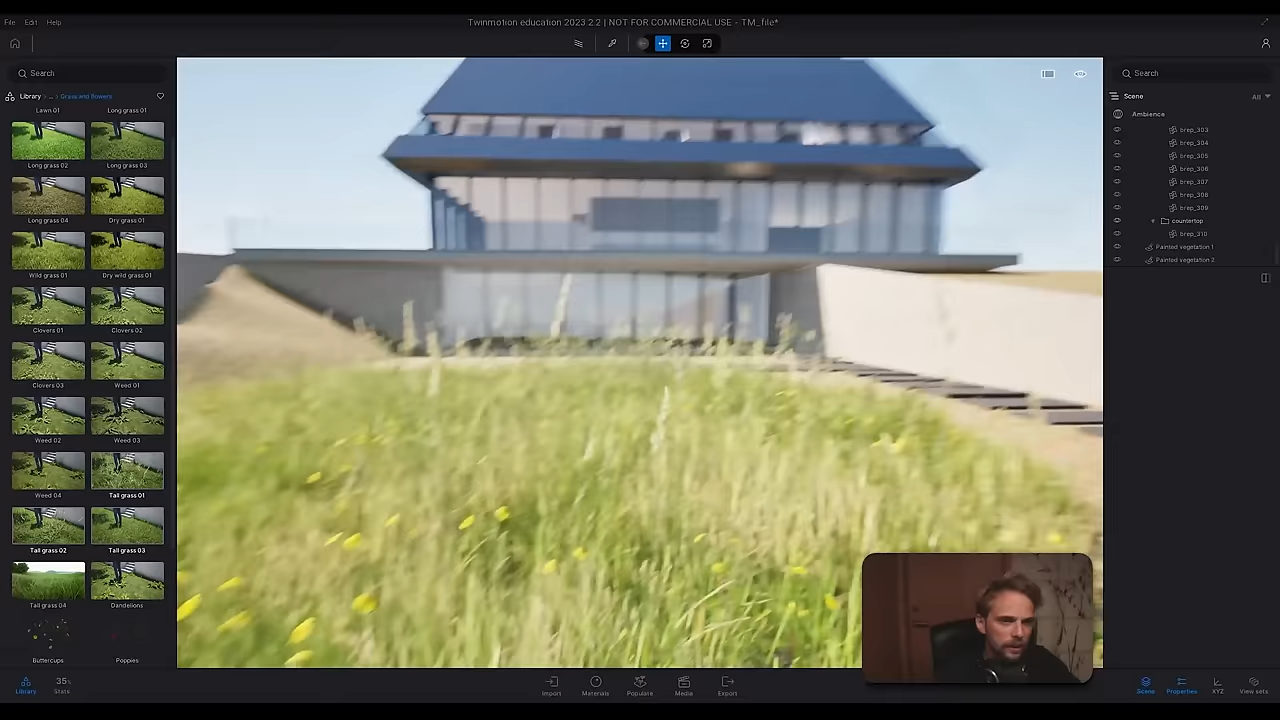 File Edit Help
Twinmotion education 2023.2.2 | NOT FOR COMMERCIAL USE - TM_file*
Search
Library > ... > Grass and flowers
Lawn 01
Long grass 01
Long grass 02
Long grass 03
Long grass 04
Dry grass 01
Wild grass 01
Dry wild grass 01
Clovers 01
Clovers 02
Clovers 03
Weed 01
Weed 02
Weed 03
Weed 04
Tall grass 01
Tall grass 02
Tall grass 03
Tall grass 04
Dandelions
Buttercups
Poppies
Library
35%
Stats
Import
Materials
Populate
Media
Export
Search
Scene
All
Ambience
brep_303
brep_304
brep_305
brep_306
brep_307
brep_308
brep_309
countertop
brep_310
Painted vegetation 1
Painted vegetation 2
Scene
Properties
XYZ
View sets